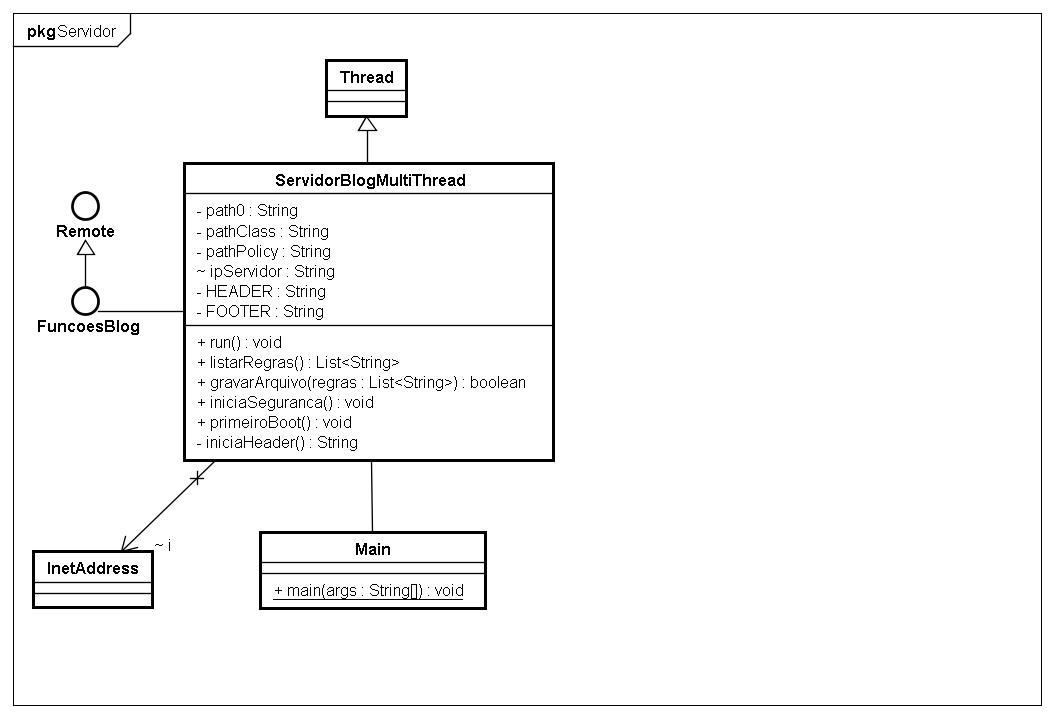 pkgServidor
Thread
ServidorBlogMultiThread
- path0 : String
- pathClass : String
- pathPolicy : String
~ ipServidor : String
- HEADER : String
- FOOTER : String
+ run() : void
+ listarRegras() : List<String>
+ gravarArquivo(regras : List<String>) : boolean
+ iniciaSeguranca() : void
+ primeiroBoot() : void
- iniciaHeader() : String
Remote
FuncoesBlog
~ i
InetAddress
Main
+ main(args : String[]) : void